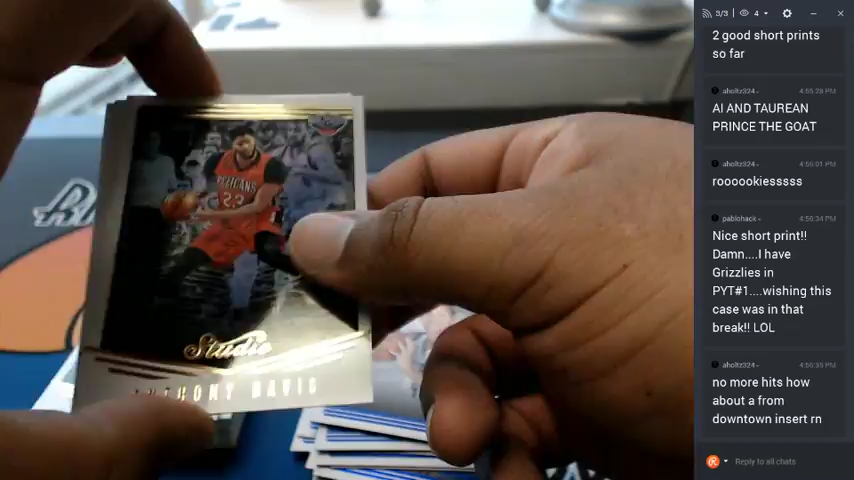 PELICANS
23
Studio
ANTHONY DAVIS
3/3
4
2 good short prints
so far
aholtz324
4:55:28 PM
AI AND TAUREAN
PRINCE THE GOAT
aholtz324
4:56:01 PM
roooookiesssss
pablohack
4:56:34 PM
Nice short print!!
Damn....I have
Grizzlies in
PYT#1....wishing this
case was in that
break!! LOL
aholtz324
4:56:39 PM
no more hits how
about a from
downtown insert rn
Reply to all chats